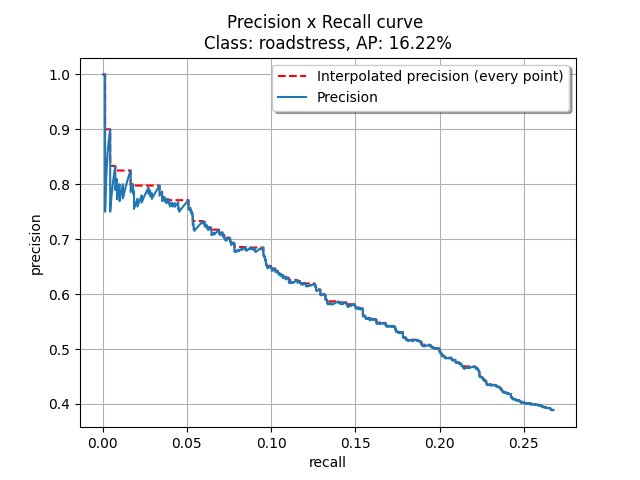 Precision x Recall curve
Class: roadstress, AP: 16.22%
Interpolated precision (every point)
Precision
1.0
0.9
0.8
0.7
0.6
0.5
0.4
precision
0.00 0.05 0.10 0.15 0.20 0.25
recall